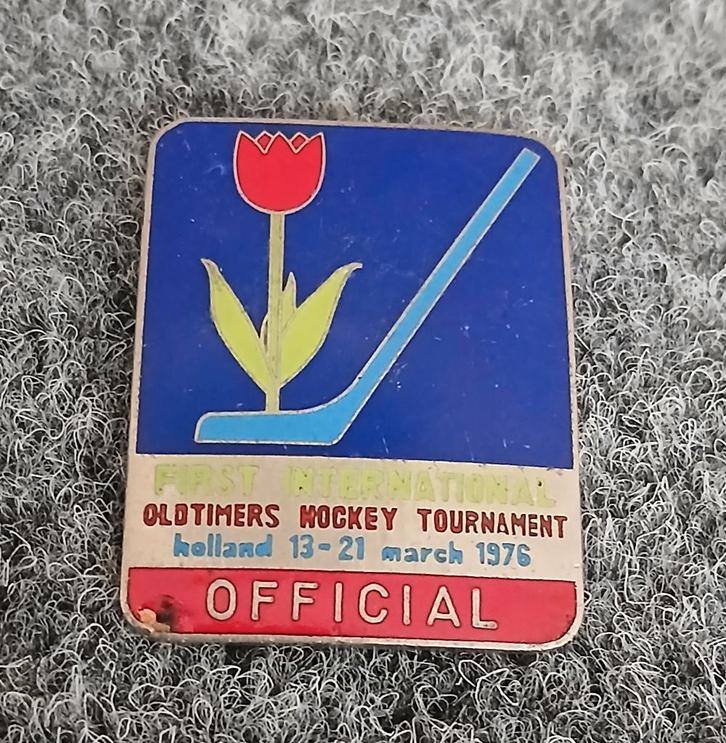 FIRST INTERNATIONAL
OLDTIMERS HOCKEY TOURNAMENT
holland 13-21 march 1976
OFFICIAL